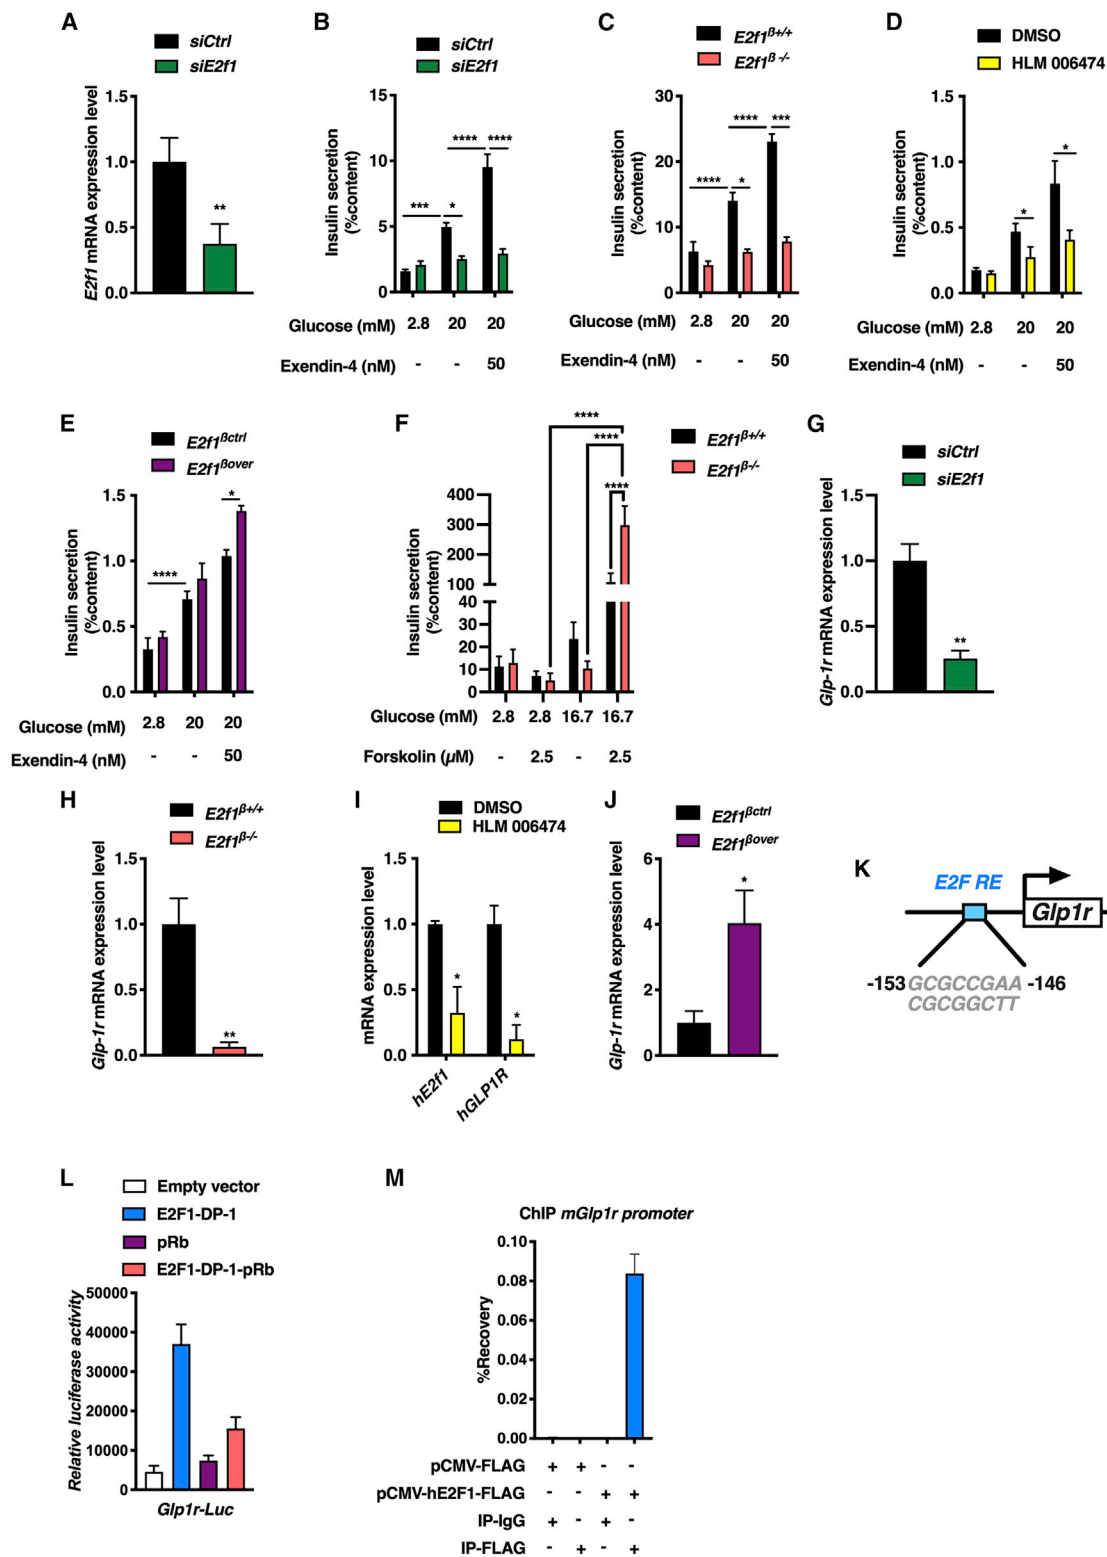 A
siCtrl
siE2f1
E2f1 mRNA expression level
1.5
1.0
0.5
0.0
**
B
siCtrl
siE2f1
Insulin secretion
(%content)
15
10
5
0
***
*
****
****
Glucose (mM) 2.8 20 20
Exendin-4 (nM) - - 50
C
E2f1β+/+
E2f1β -/-
Insulin secretion
(%content)
30
20
10
0
****
*
****
***
Glucose (mM) 2.8 20 20
Exendin-4 (nM) - - 50
D
DMSO
HLM 006474
Insulin secretion
(%content)
1.5
1.0
0.5
0.0
*
*
Glucose (mM) 2.8 20 20
Exendin-4 (nM) - - 50
E
E2f1βctrl
E2f1βover
Insulin secretion
(%content)
1.5
1.0
0.5
0.0
****
*
Glucose (mM) 2.8 20 20
Exendin-4 (nM) - - 50
F
E2f1β+/+
E2f1β-/-
Insulin secretion
(%content)
400
300
200
100
40
30
20
10
0
****
****
****
Glucose (mM) 2.8 2.8 16.7 16.7
Forskolin (µM) - 2.5 - 2.5
G
siCtrl
siE2f1
Glp-1r mRNA expression level
1.5
1.0
0.5
0.0
**
H
E2f1β+/+
E2f1β-/-
Glp-1r mRNA expression level
1.5
1.0
0.5
0.0
**
I
DMSO
HLM 006474
mRNA expression level
1.5
1.0
0.5
0.0
*
*
hE2f1
hGLP1R
J
E2f1βctrl
E2f1βover
Glp-1r mRNA expression level
6
4
2
0
*
K
E2F RE
Glp1r
-153 GCGCCGAA -146
CGCGGCTT
L
Empty vector
E2F1-DP-1
pRb
E2F1-DP-1-pRb
Relative luciferase activity
50000
40000
30000
20000
10000
0
Glp1r-Luc
M
ChIP mGlp1r promoter
%Recovery
0.10
0.08
0.06
0.04
0.02
0.00
pCMV-FLAG + + - -
pCMV-hE2F1-FLAG - - + +
IP-IgG + - + -
IP-FLAG - + - +